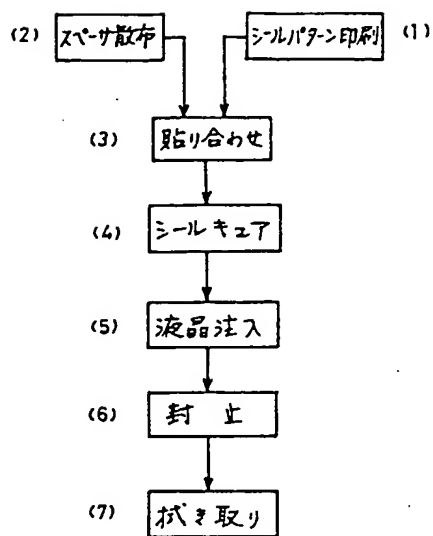 (2) スペーサ散布 シールパターン印刷 (1)
(3) 貼り合わせ
(4) シールキュア
(5) 液晶注入
(6) 封止
(7) 拭き取り